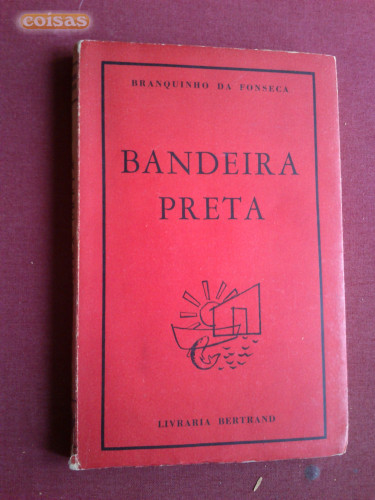 coisas
BRANQUINHO DA FONSECA
BANDEIRA
PRETA
LIVRARIA BERTRAND